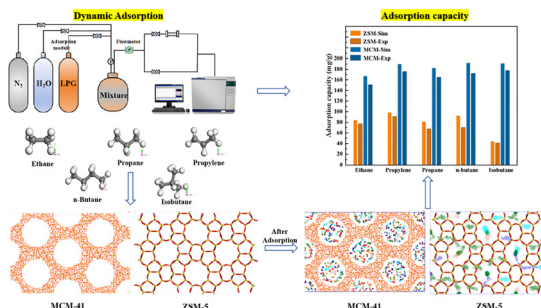 Dynamic Adsorption
Adsorption capacity
Adsorption
module
Flowmeter
N₂
H₂O
LPG
Mixture
Ethane
Propane
Propylene
n-Butane
Isobutane
Adsorption capacity (mg/g)
200
180
160
140
120
100
80
60
40
20
0
ZSM-Sim
ZSM-Exp
MCM-Sim
MCM-Exp
Ethane Propylene Propane n-butane Isobutane
After
Adsorption
MCM-41
ZSM-5
MCM-41
ZSM-5